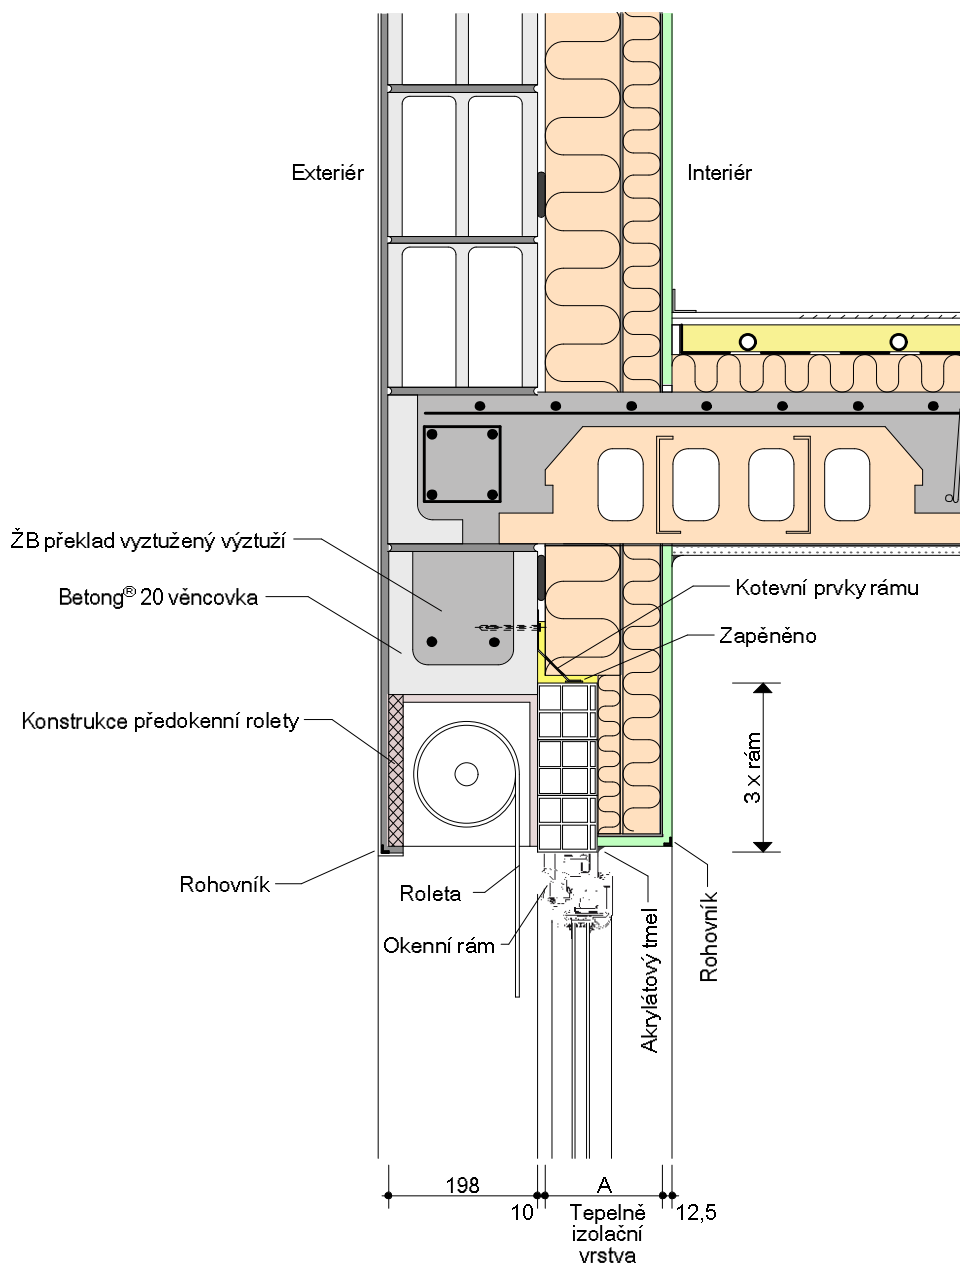 Exteriér
Interiér
ŽB překlad vyztužený výztuží
Betong® 20 věncovka
Kotevní prvky rámu
Zapěněno
Konstrukce předokenní rolety
3 x rám
Rohovník
Roleta
Okenní rám
Akrylátový tmel
Rohovník
198
10
A
12,5
Tepelně
izolační
vrstva